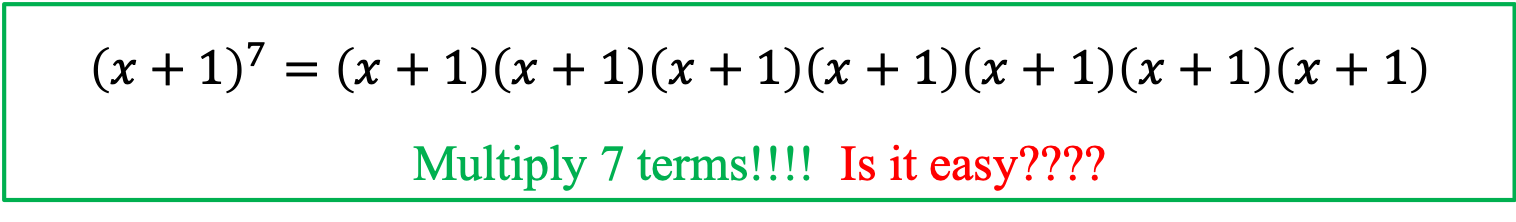 (x + 1)⁷ = (x + 1)(x + 1)(x + 1)(x + 1)(x + 1)(x + 1)(x + 1)
Multiply 7 terms!!!! Is it easy????